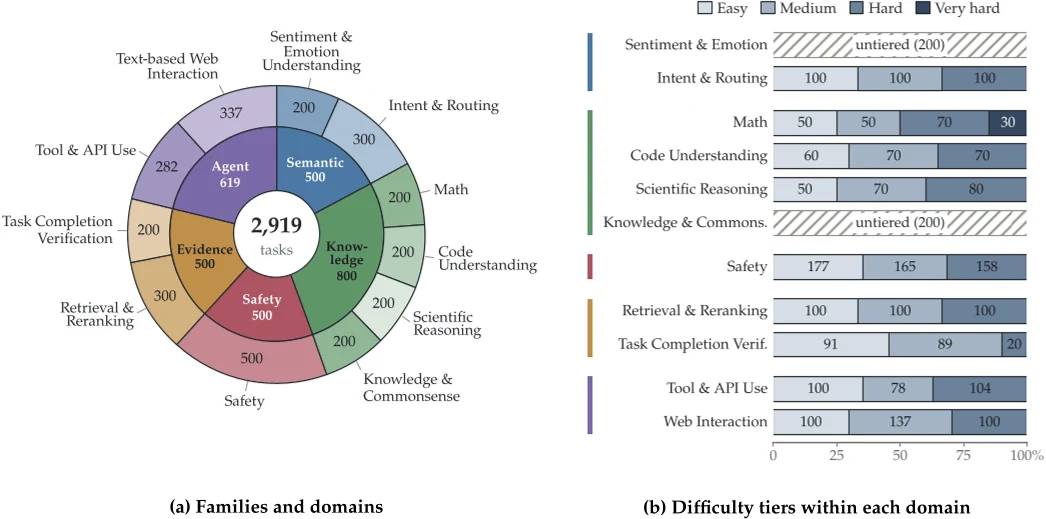 Sentiment &
Emotion
Understanding
200
Intent & Routing
300
Math
200
Code
Understanding
200
Scientific
Reasoning
200
Knowledge &
Commonsense
200
Safety
500
Retrieval &
Reranking
300
Task Completion
Verification
200
Tool & API Use
282
Text-based Web
Interaction
337
Semantic
500
Know-
ledge
800
Safety
500
Evidence
500
Agent
619
2,919
tasks
(a) Families and domains
Easy Medium Hard Very hard
Sentiment & Emotion untiered (200)
Intent & Routing 100 100 100
Math 50 50 70 30
Code Understanding 60 70 70
Scientific Reasoning 50 70 80
Knowledge & Commons. untiered (200)
Safety 177 165 158
Retrieval & Reranking 100 100 100
Task Completion Verif. 91 89 20
Tool & API Use 100 78 104
Web Interaction 100 137 100
0 25 50 75 100%
(b) Difficulty tiers within each domain